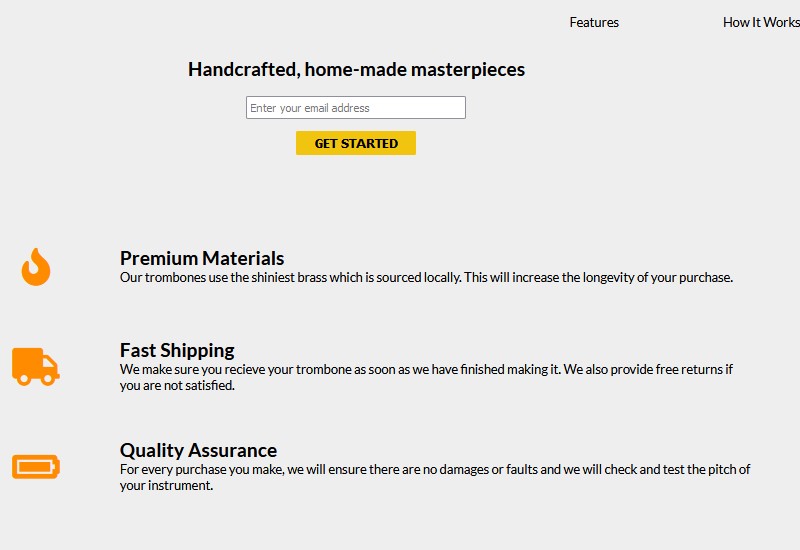 Features
How It Works
Handcrafted, home-made masterpieces
Enter your email address
GET STARTED
Premium Materials
Our trombones use the shiniest brass which is sourced locally. This will increase the longevity of your purchase.
Fast Shipping
We make sure you recieve your trombone as soon as we have finished making it. We also provide free returns if
you are not satisfied.
Quality Assurance
For every purchase you make, we will ensure there are no damages or faults and we will check and test the pitch of
your instrument.